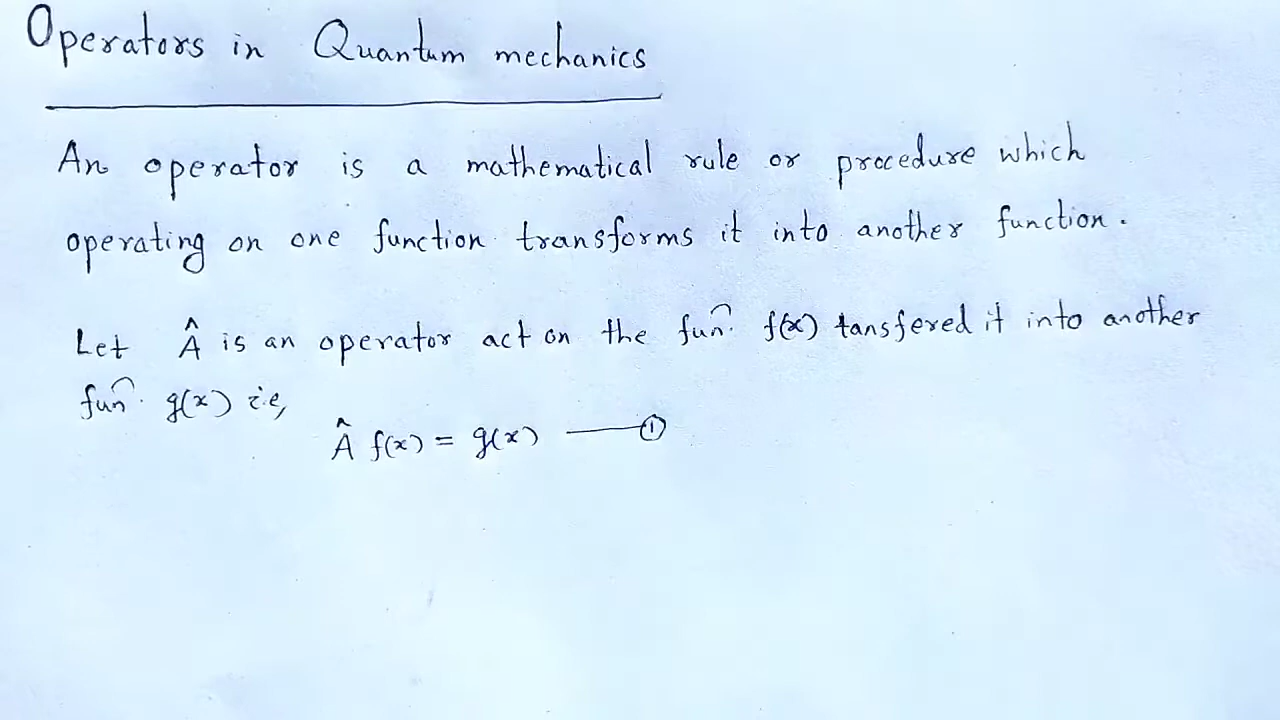 Operators in Quantum mechanics
An operator is a mathematical rule or procedure which
operating on one function transforms it into another function.
Let Â is an operator act on the fun͡. f(x) tansfered it into another
fun͡. g(x) i.e,
Â f(x) = g(x) —— ①